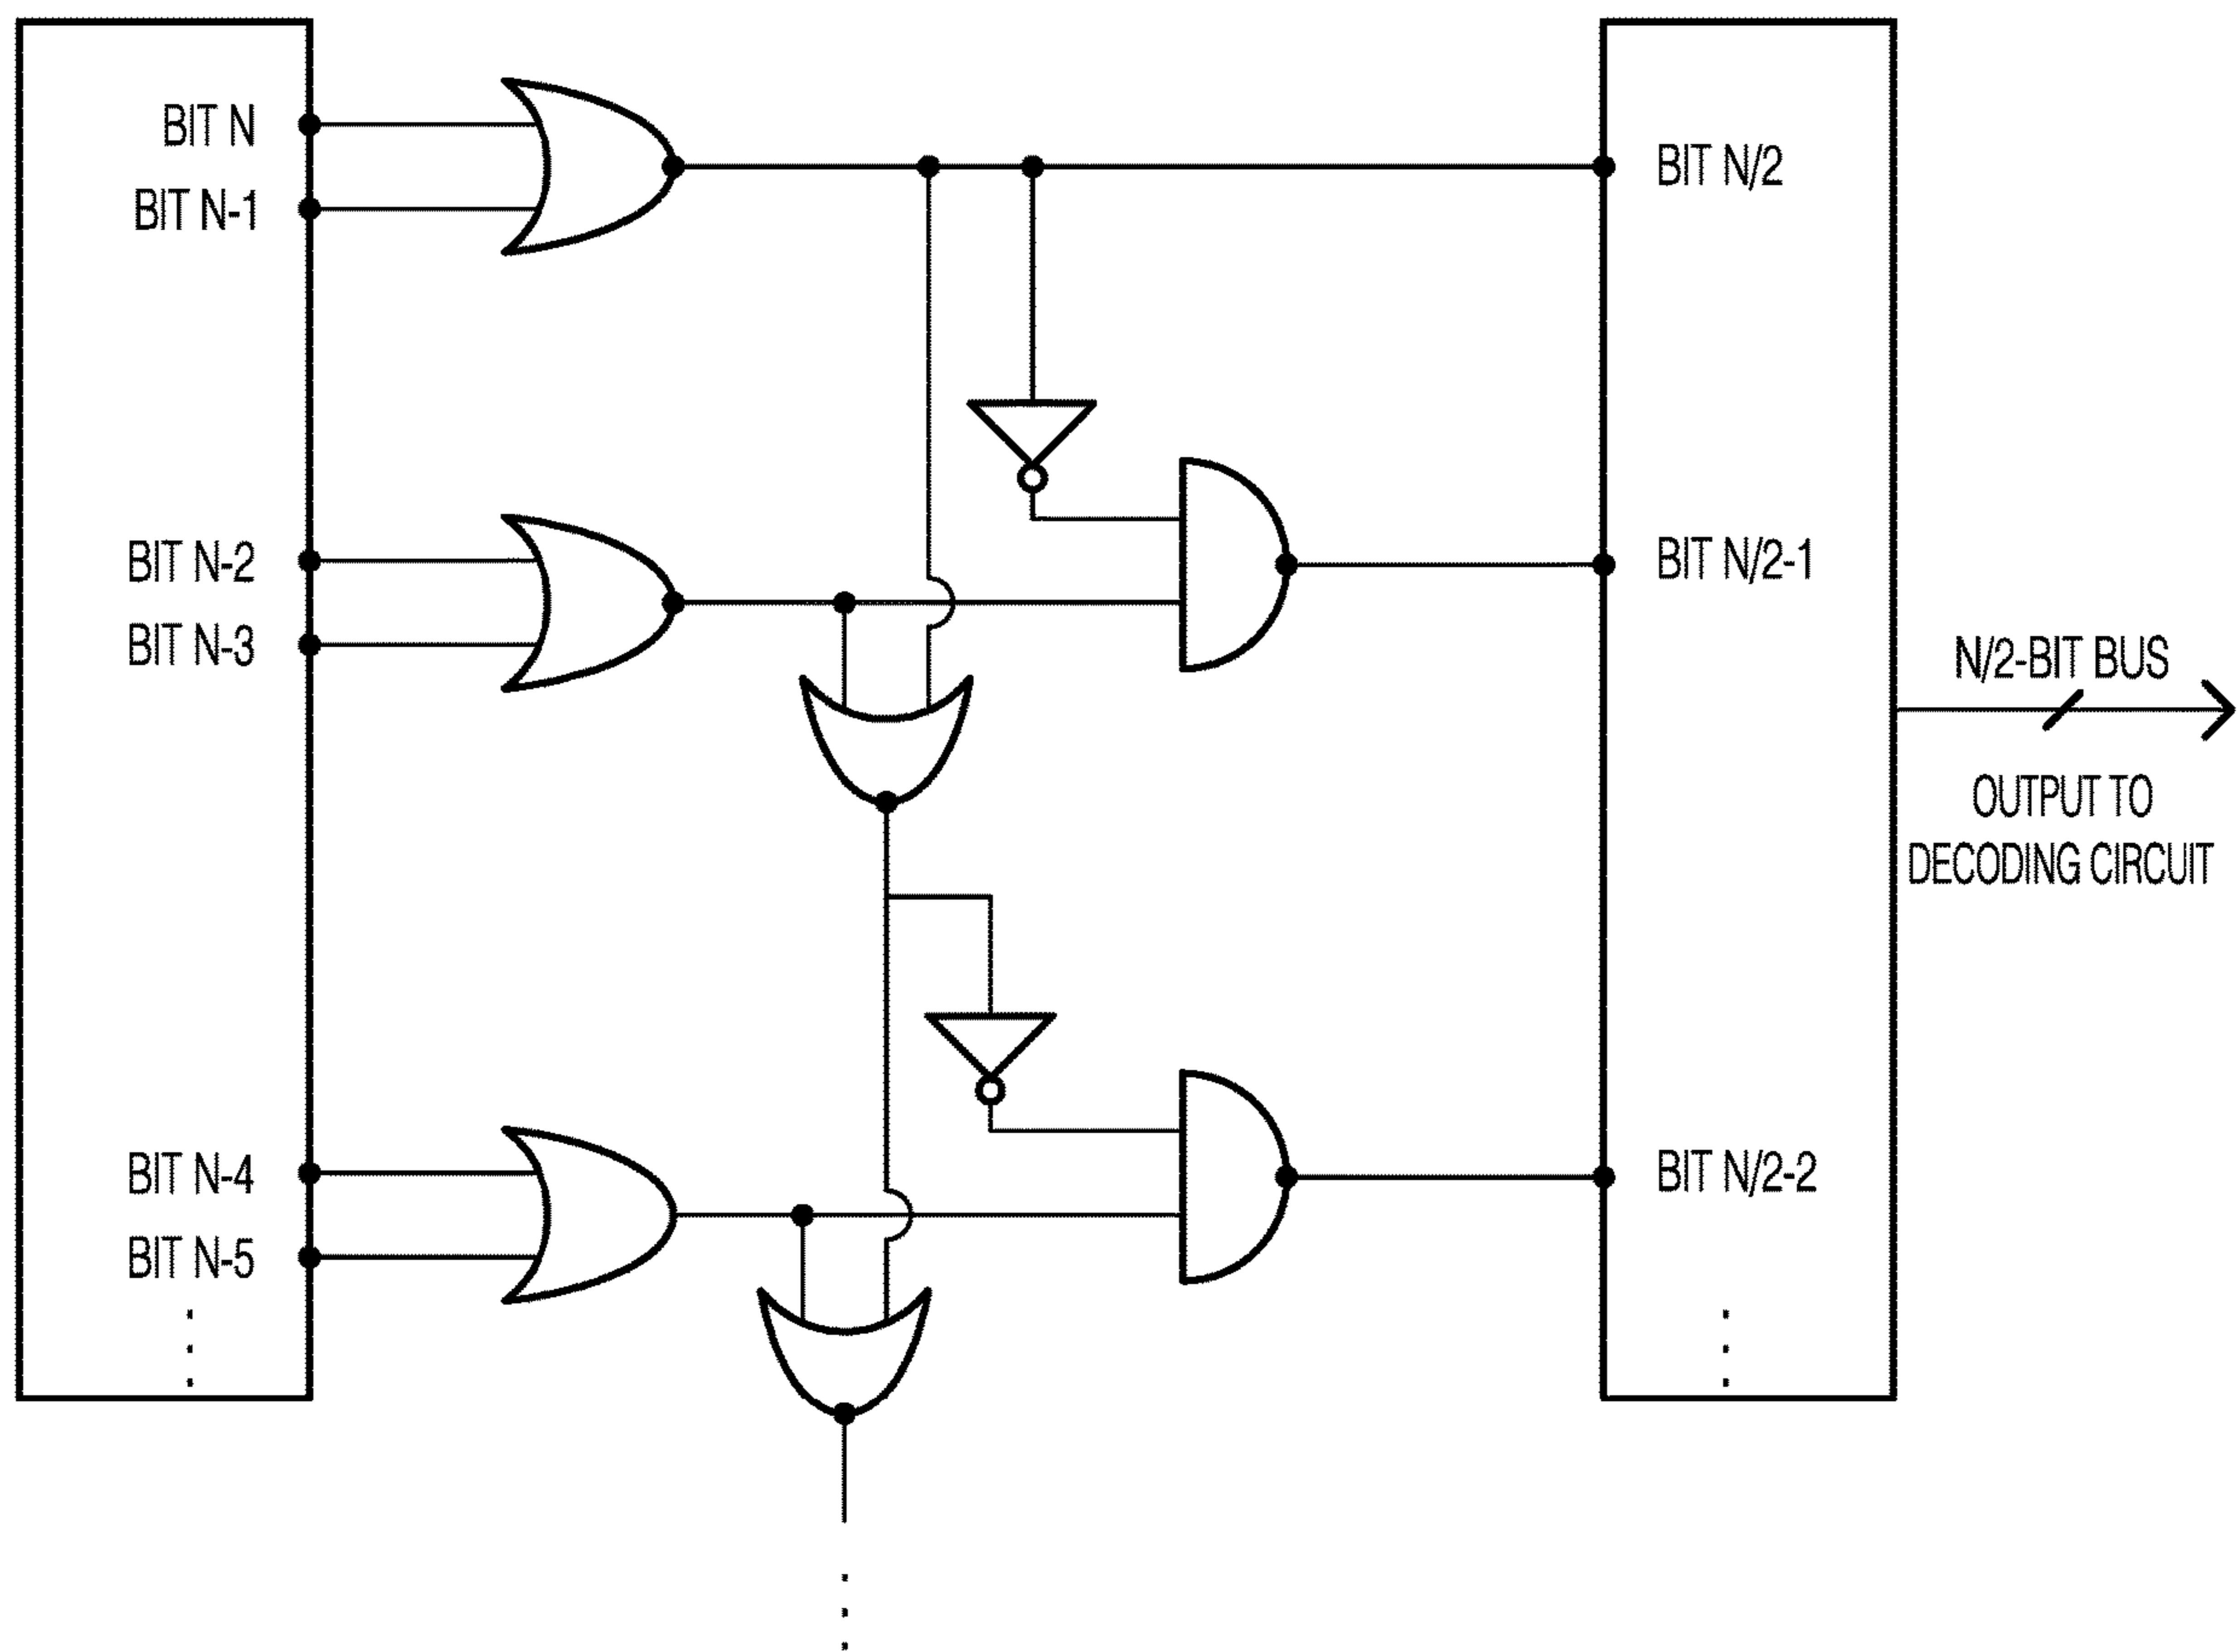 BIT N
BIT N-1
BIT N-2
BIT N-3
BIT N-4
BIT N-5
BIT N/2
BIT N/2-1
BIT N/2-2
N/2-BIT BUS
OUTPUT TO
DECODING CIRCUIT